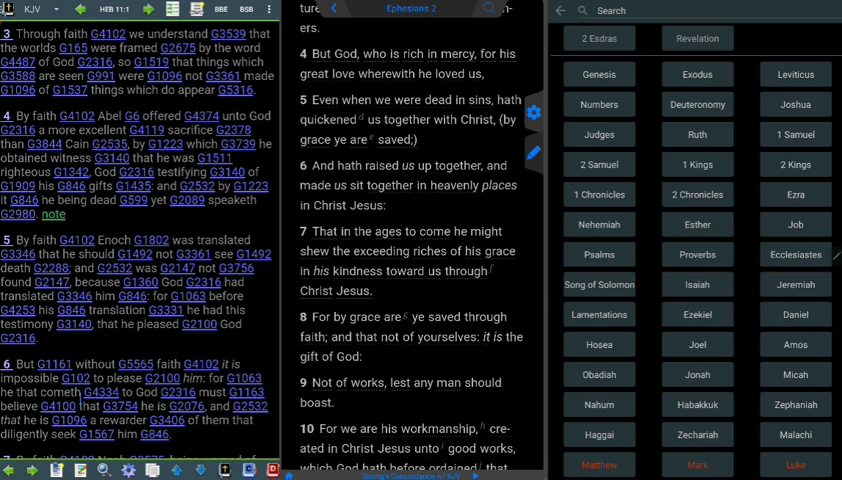 KJV
HEB 11:1
BBE
BSB
3 Through faith G4102 we understand G3539 that
the worlds G165 were framed G2675 by the word
G4487 of God G2316, so G1519 that things which
G3588 are seen G991 were G1096 not G3361 made
G1096 of G1537 things which do appear G5316.
4 By faith G4102 Abel G6 offered G4374 unto God
G2316 a more excellent G4119 sacrifice G2378
than G3844 Cain G2535, by G1223 which G3739 he
obtained witness G3140 that he was G1511
righteous G1342, God G2316 testifying G3140 of
G1909 his G846 gifts G1435: and G2532 by G1223
it G846 he being dead G599 yet G2089 speaketh
G2980. note
5 By faith G4102 Enoch G1802 was translated
G3346 that he should G1492 not G3361 see G1492
death G2288; and G2532 was G2147 not G3756
found G2147, because G1360 God G2316 had
translated G3346 him G846: for G1063 before
G4253 his G846 translation G3331 he had this
testimony G3140, that he pleased G2100 God
G2316.
6 But G1161 without G5565 faith G4102 it is
impossible G102 to please G2100 him: for G1063
he that cometh G4334 to God G2316 must G1163
believe G4100 that G3754 he is G2076, and G2532
that he is G1096 a rewarder G3406 of them that
diligently seek G1567 him G846.
Ephesians 2
ers.
4 But God, who is rich in mercy, for his
great love wherewith he loved us,
5 Even when we were dead in sins, hath
quickened d us together with Christ, (by
grace ye are e saved;)
6 And hath raised us up together, and
made us sit together in heavenly places
in Christ Jesus:
7 That in the ages to come he might
shew the exceeding riches of his grace
in his kindness toward us through f
Christ Jesus.
8 For by grace are g ye saved through
faith; and that not of yourselves: it is the
gift of God:
9 Not of works, lest any man should
boast.
10 For we are his workmanship, h cre-
ated in Christ Jesus unto i good works,
which God hath before ordained that
Strong's Concordance w/ KJV
Search
2 Esdras
Revelation
Genesis
Exodus
Leviticus
Numbers
Deuteronomy
Joshua
Judges
Ruth
1 Samuel
2 Samuel
1 Kings
2 Kings
1 Chronicles
2 Chronicles
Ezra
Nehemiah
Esther
Job
Psalms
Proverbs
Ecclesiastes
Song of Solomon
Isaiah
Jeremiah
Lamentations
Ezekiel
Daniel
Hosea
Joel
Amos
Obadiah
Jonah
Micah
Nahum
Habakkuk
Zephaniah
Haggai
Zechariah
Malachi
Matthew
Mark
Luke